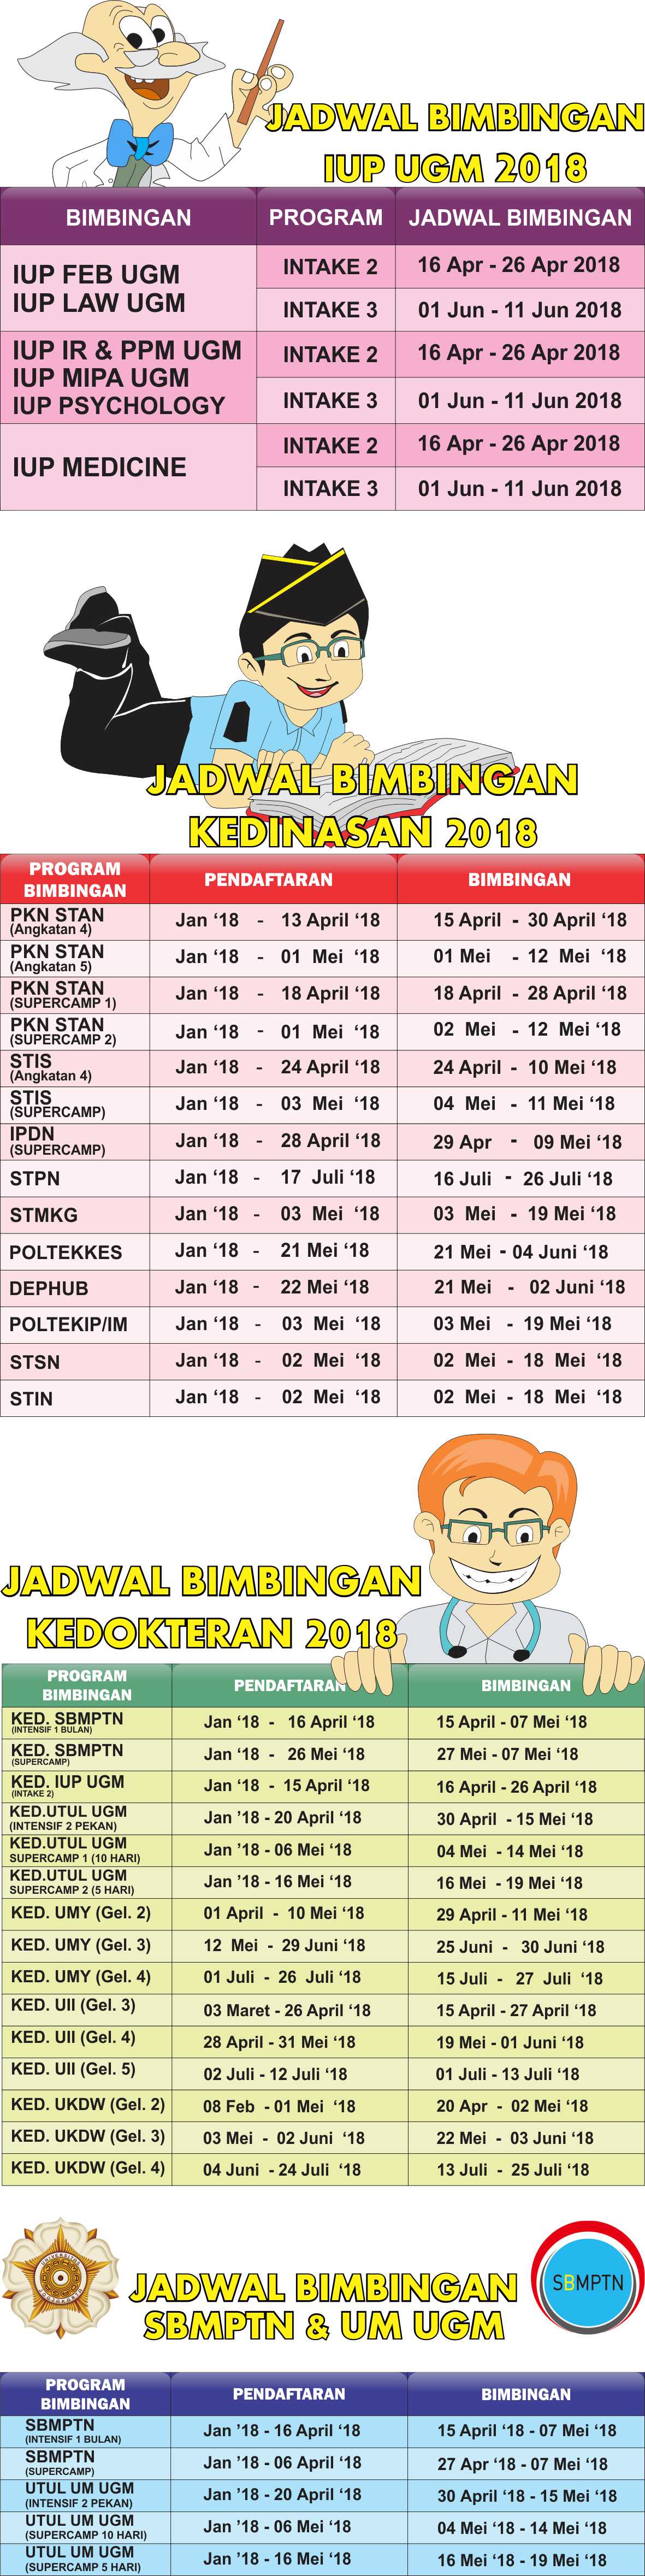 JADWAL BIMBINGAN
IUP UGM 2018
BIMBINGAN PROGRAM JADWAL BIMBINGAN
IUP FEB UGM
IUP LAW UGM
INTAKE 2 16 Apr - 26 Apr 2018
INTAKE 3 01 Jun - 11 Jun 2018
IUP IR & PPM UGM
IUP MIPA UGM
IUP PSYCHOLOGY
INTAKE 2 16 Apr - 26 Apr 2018
INTAKE 3 01 Jun - 11 Jun 2018
IUP MEDICINE
INTAKE 2 16 Apr - 26 Apr 2018
INTAKE 3 01 Jun - 11 Jun 2018
JADWAL BIMBINGAN
KEDINASAN 2018
PROGRAM
BIMBINGAN
PENDAFTARAN BIMBINGAN
PKN STAN
(Angkatan 4)
Jan ‘18 - 13 April ‘18 15 April - 30 April ‘18
PKN STAN
(Angkatan 5)
Jan ‘18 - 01 Mei ‘18 01 Mei - 12 Mei ‘18
PKN STAN
(SUPERCAMP 1)
Jan ‘18 - 18 April ‘18 18 April - 28 April ‘18
PKN STAN
(SUPERCAMP 2)
Jan ‘18 - 01 Mei ‘18 02 Mei - 12 Mei ‘18
STIS
(Angkatan 4)
Jan ‘18 - 24 April ‘18 24 April - 10 Mei ‘18
STIS
(SUPERCAMP)
Jan ‘18 - 03 Mei ‘18 04 Mei - 11 Mei ‘18
IPDN
(SUPERCAMP)
Jan ‘18 - 28 April ‘18 29 Apr - 09 Mei ‘18
STPN Jan ‘18 - 17 Juli ‘18 16 Juli - 26 Juli ‘18
STMKG Jan ‘18 - 03 Mei ‘18 03 Mei - 19 Mei ‘18
POLTEKKES Jan ‘18 - 21 Mei ‘18 21 Mei - 04 Juni ‘18
DEPHUB Jan ‘18 - 22 Mei ‘18 21 Mei - 02 Juni ‘18
POLTEKIP/IM Jan ‘18 - 03 Mei ‘18 03 Mei - 19 Mei ‘18
STSN Jan ‘18 - 02 Mei ‘18 02 Mei - 18 Mei ‘18
STIN Jan ‘18 - 02 Mei ‘18 02 Mei - 18 Mei ‘18
JADWAL BIMBINGAN
KEDOKTERAN 2018
PROGRAM
BIMBINGAN
PENDAFTARAN BIMBINGAN
KED. SBMPTN
(INTENSIF 1 BULAN)
Jan ‘18 - 16 April ‘18 15 April - 07 Mei ‘18
KED. SBMPTN
(SUPERCAMP)
Jan ‘18 - 26 Mei ‘18 27 Mei - 07 Mei ‘18
KED. IUP UGM
(INTAKE 2)
Jan ‘18 - 15 April ‘18 16 April - 26 April ‘18
KED.UTUL UGM
(INTENSIF 2 PEKAN)
Jan ’18 - 20 April ‘18 30 April - 15 Mei ‘18
KED.UTUL UGM
SUPERCAMP 1 (10 HARI)
Jan ’18 - 06 Mei ‘18 04 Mei - 14 Mei ‘18
KED.UTUL UGM
SUPERCAMP 2 (5 HARI)
Jan ’18 - 16 Mei ‘18 16 Mei - 19 Mei ‘18
KED. UMY (Gel. 2) 01 April - 10 Mei ‘18 29 April - 11 Mei ‘18
KED. UMY (Gel. 3) 12 Mei - 29 Juni ‘18 25 Juni - 30 Juni ‘18
KED. UMY (Gel. 4) 01 Juli - 26 Juli ‘18 15 Juli - 27 Juli ‘18
KED. UII (Gel. 3) 03 Maret - 26 April ‘18 15 April - 27 April ‘18
KED. UII (Gel. 4) 28 April - 31 Mei ‘18 19 Mei - 01 Juni ‘18
KED. UII (Gel. 5) 02 Juli - 12 Juli ‘18 01 Juli - 13 Juli ‘18
KED. UKDW (Gel. 2) 08 Feb - 01 Mei ‘18 20 Apr - 02 Mei ‘18
KED. UKDW (Gel. 3) 03 Mei - 02 Juni ‘18 22 Mei - 03 Juni ‘18
KED. UKDW (Gel. 4) 04 Juni - 24 Juli ‘18 13 Juli - 25 Juli ‘18
JADWAL BIMBINGAN
SBMPTN & UM UGM
SBMPTN
PROGRAM
BIMBINGAN
PENDAFTARAN BIMBINGAN
SBMPTN
(INTENSIF 1 BULAN)
Jan ’18 - 16 April ‘18 15 April ‘18 - 07 Mei ‘18
SBMPTN
(SUPERCAMP)
Jan ’18 - 06 April ‘18 27 Apr ‘18 - 07 Mei ‘18
UTUL UM UGM
(INTENSIF 2 PEKAN)
Jan ’18 - 20 April ‘18 30 April ‘18 - 15 Mei ‘18
UTUL UM UGM
(SUPERCAMP 10 HARI)
Jan ’18 - 06 Mei ‘18 04 Mei ‘18 - 14 Mei ‘18
UTUL UM UGM
(SUPERCAMP 5 HARI)
Jan ’18 - 16 Mei ‘18 16 Mei ‘18 - 19 Mei ‘18